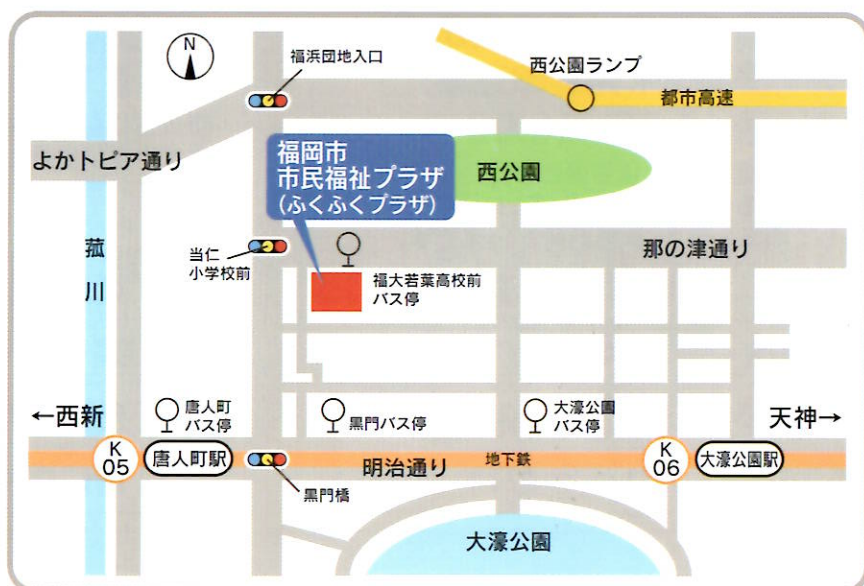 N
福浜団地入口
西公園ランプ
都市高速
よかトピア通り
福岡市
市民福祉プラザ
(ふくふくプラザ)
西公園
菰川
当仁
小学校前
那の津通り
福大若葉高校前
バス停
←西新
唐人町
バス停
黒門バス停
大濠公園
バス停
天神→
K
05
唐人町駅
明治通り
地下鉄
K
06
大濠公園駅
黒門橋
大濠公園